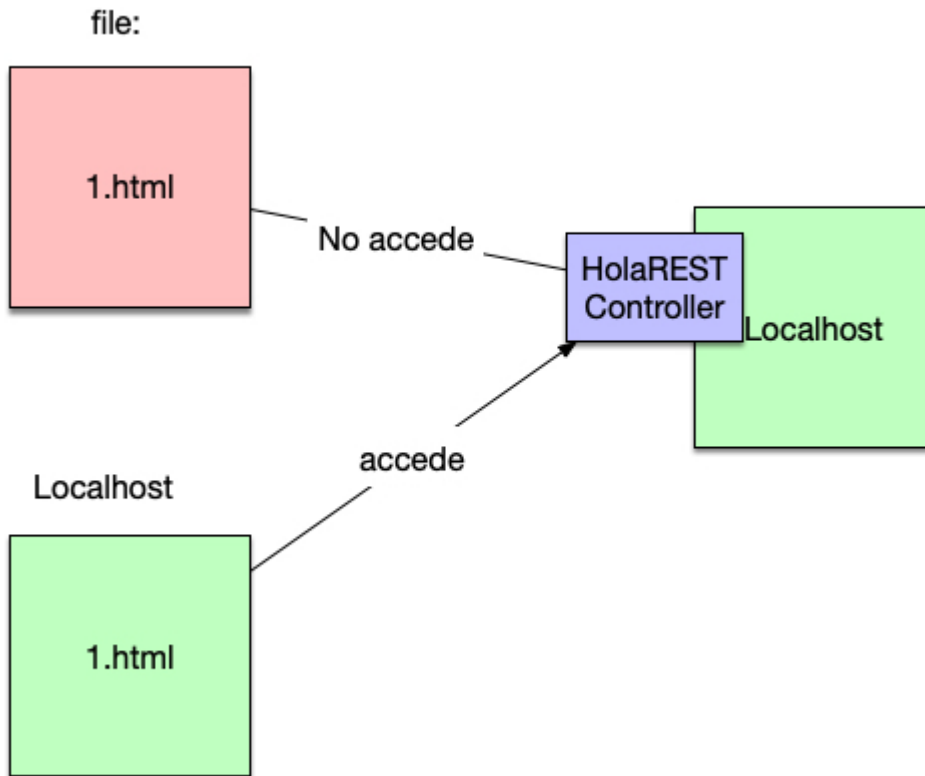 file:
1.html
No accede
HolaREST
Controller
Localhost
accede
Localhost
1.html